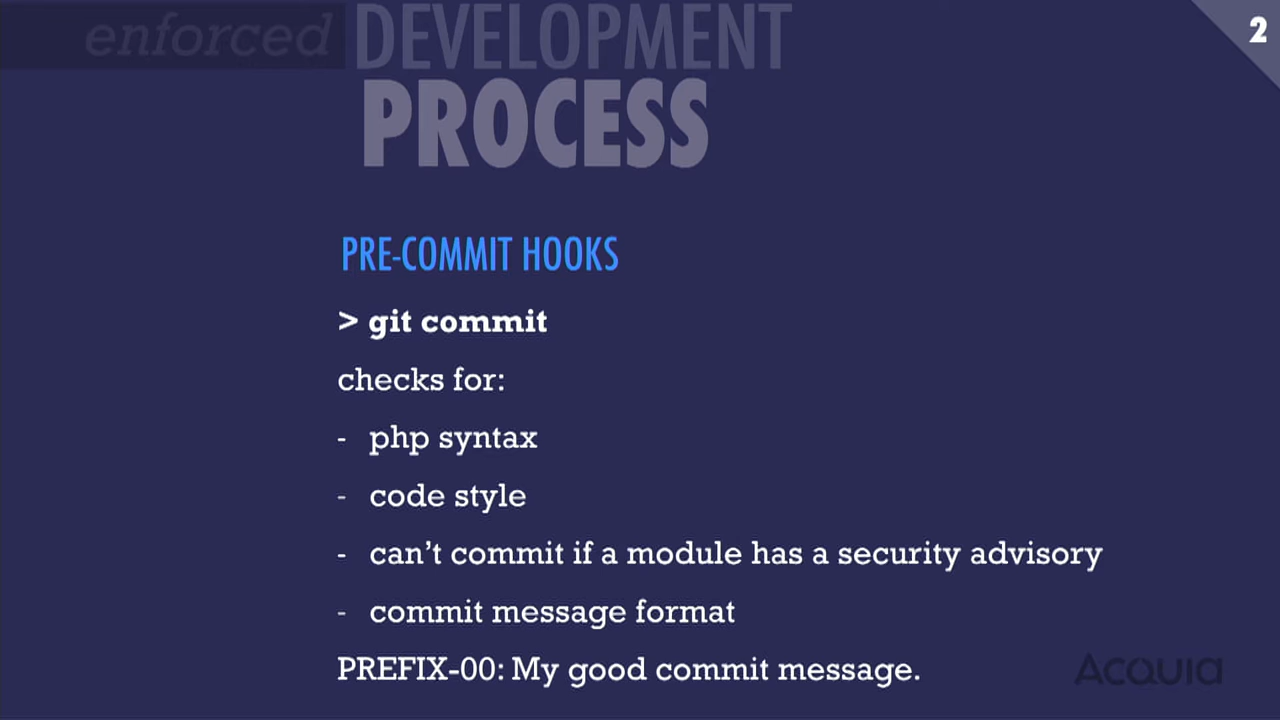 enforced DEVELOPMENT
PROCESS
2
PRE-COMMIT HOOKS
> git commit
checks for:
- php syntax
- code style
- can’t commit if a module has a security advisory
- commit message format
PREFIX-00: My good commit message.
Acquia